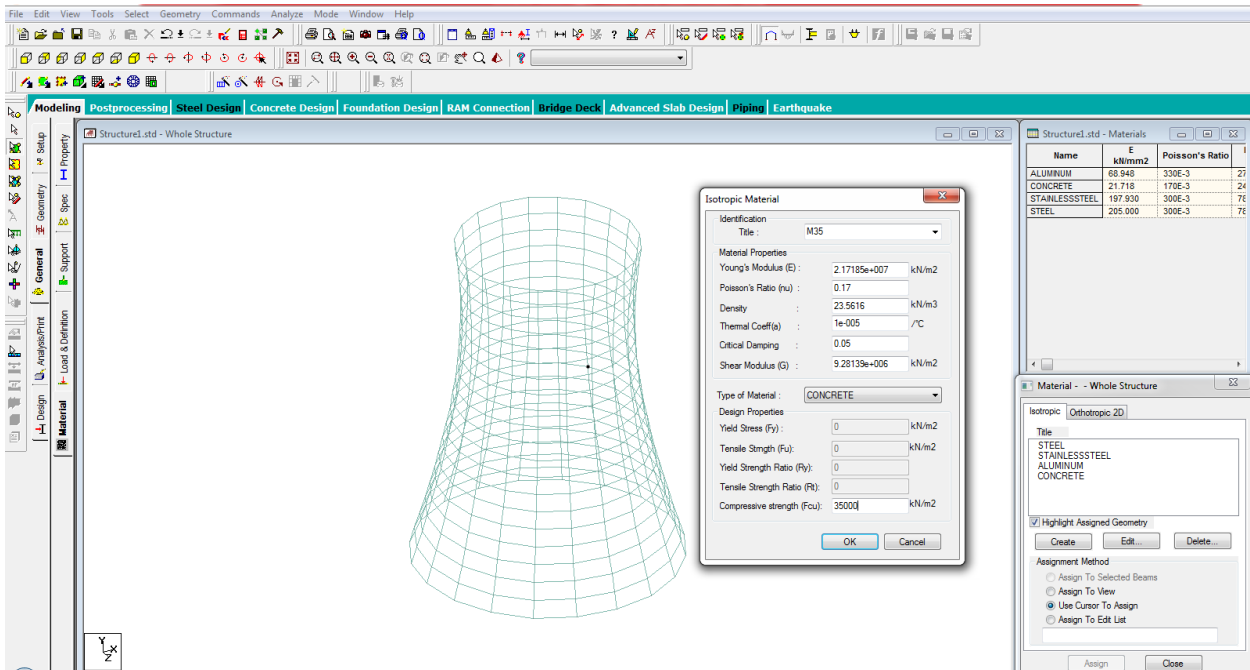 File Edit View Tools Select Geometry Commands Analyze Mode Window Help
Modeling Postprocessing Steel Design Concrete Design Foundation Design RAM Connection Bridge Deck Advanced Slab Design Piping Earthquake
Setup
Geometry
General
Analysis/Print
Design
Property
Spec
Support
Load & Definition
Material
Structure1.std - Whole Structure
Y
X
Z
Isotropic Material
Identification
Title : M35
Material Properties
Young's Modulus (E) : 2.17185e+007 kN/m2
Poisson's Ratio (nu) : 0.17
Density : 23.5616 kN/m3
Thermal Coeff(a) : 1e-005 /°C
Critical Damping : 0.05
Shear Modulus (G) : 9.28139e+006 kN/m2
Type of Material : CONCRETE
Design Properties
Yield Stress (Fy) : 0 kN/m2
Tensile Strngth (Fu): 0 kN/m2
Yield Strength Ratio (Ry): 0
Tensile Strength Ratio (Rt): 0
Compressive strength (Fcu): 35000 kN/m2
OK Cancel
Structure1.std - Materials
Name E kN/mm2 Poisson's Ratio
ALUMINUM 68.948 330E-3 27
CONCRETE 21.718 170E-3 24
STAINLESSSTEEL 197.930 300E-3 78
STEEL 205.000 300E-3 78
Material - - Whole Structure
Isotropic Orthotropic 2D
Title
STEEL
STAINLESSSTEEL
ALUMINUM
CONCRETE
Highlight Assigned Geometry
Create Edit... Delete...
Assignment Method
Assign To Selected Beams
Assign To View
Use Cursor To Assign
Assign To Edit List
Assign Close